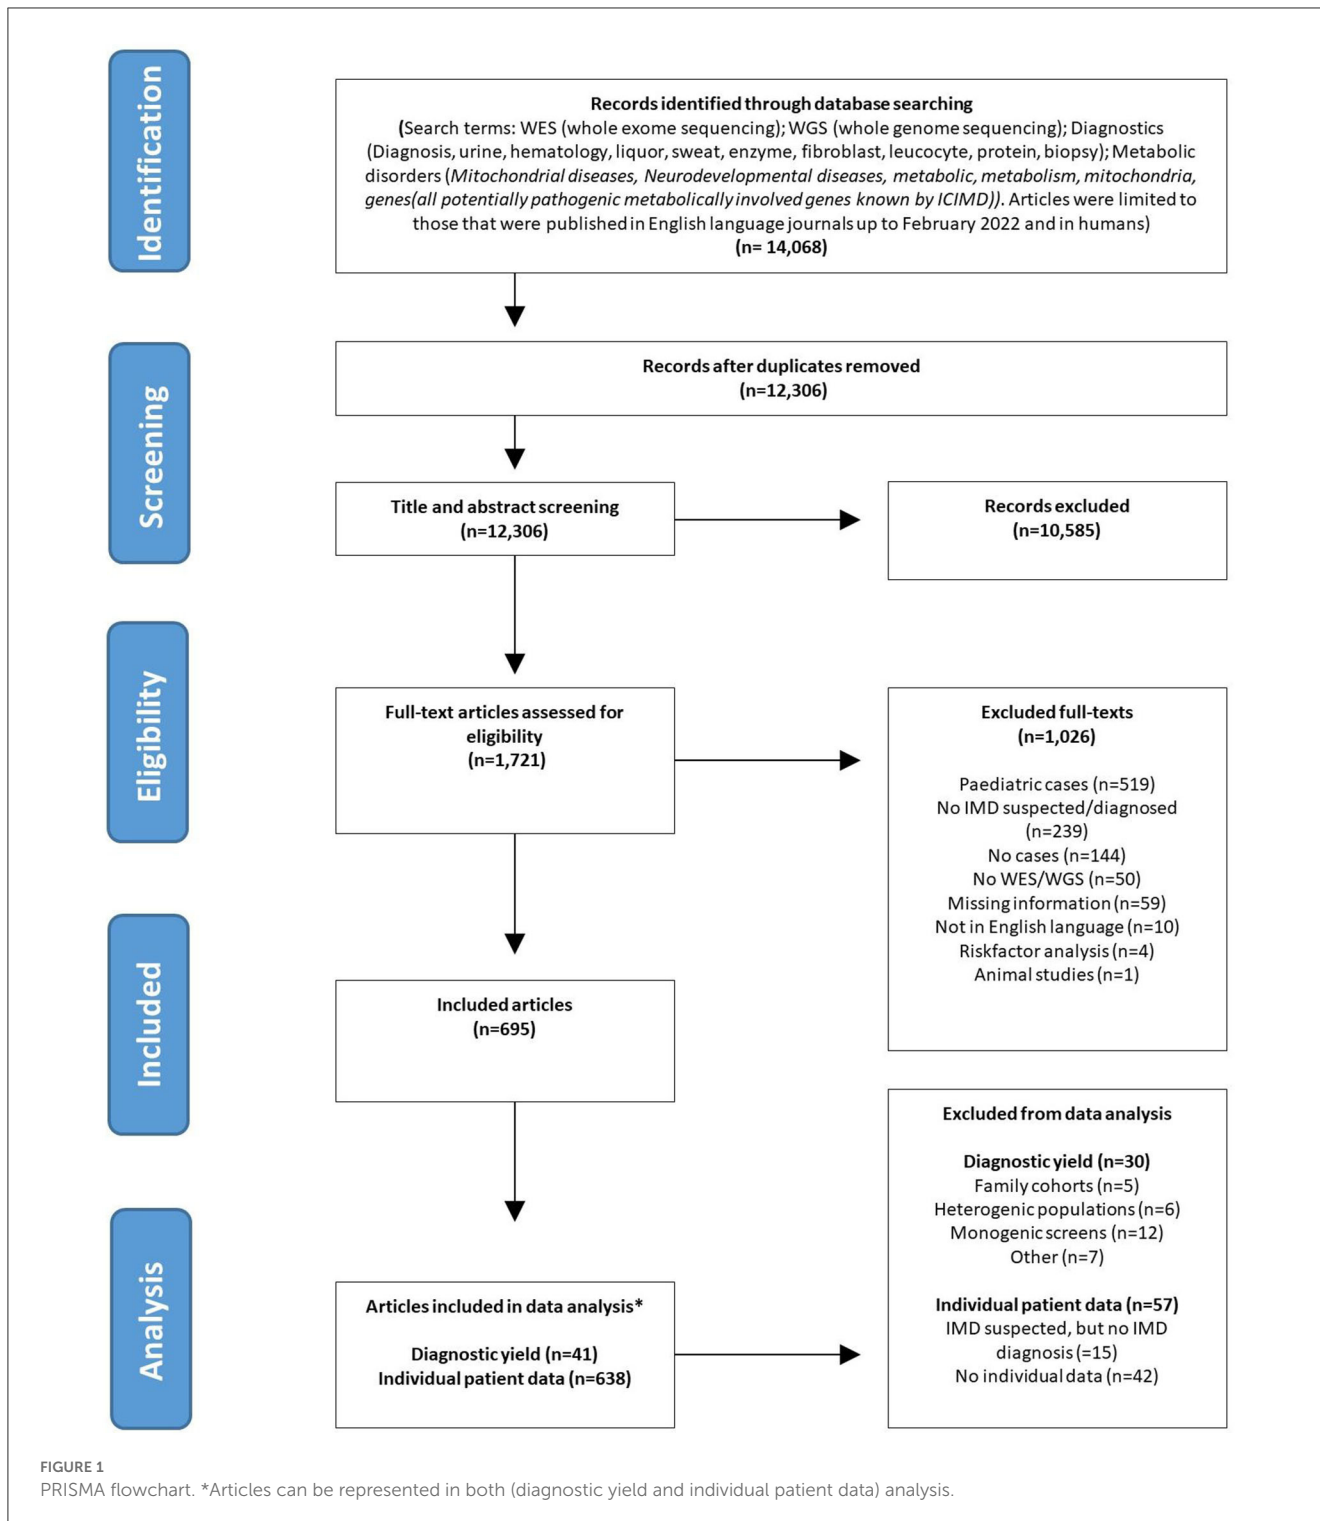 Identification
Records identified through database searching
(Search terms: WES (whole exome sequencing); WGS (whole genome sequencing); Diagnostics
(Diagnosis, urine, hematology, liquor, sweat, enzyme, fibroblast, leucocyte, protein, biopsy); Metabolic
disorders (Mitochondrial diseases, Neurodevelopmental diseases, metabolic, metabolism, mitochondria,
genes(all potentially pathogenic metabolically involved genes known by ICIMD)). Articles were limited to
those that were published in English language journals up to February 2022 and in humans)
(n= 14,068)
Screening
Records after duplicates removed
(n=12,306)
Title and abstract screening
(n=12,306)
Records excluded
(n=10,585)
Eligibility
Full-text articles assessed for
eligibility
(n=1,721)
Excluded full-texts
(n=1,026)
Paediatric cases (n=519)
No IMD suspected/diagnosed
(n=239)
No cases (n=144)
No WES/WGS (n=50)
Missing information (n=59)
Not in English language (n=10)
Riskfactor analysis (n=4)
Animal studies (n=1)
Included
Included articles
(n=695)
Analysis
Articles included in data analysis*
Diagnostic yield (n=41)
Individual patient data (n=638)
Excluded from data analysis
Diagnostic yield (n=30)
Family cohorts (n=5)
Heterogenic populations (n=6)
Monogenic screens (n=12)
Other (n=7)
Individual patient data (n=57)
IMD suspected, but no IMD
diagnosis (=15)
No individual data (n=42)
FIGURE 1
PRISMA flowchart. *Articles can be represented in both (diagnostic yield and individual patient data) analysis.